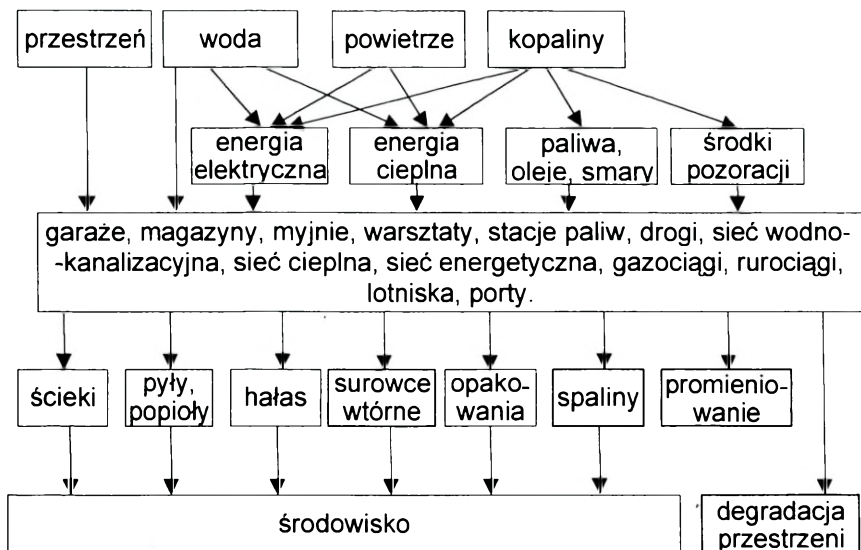 przestrzeń
woda
powietrze
kopaliny
energia
elektryczna
energia
cieplna
paliwa,
oleje, smary
środki
pozoracji
garaże, magazyny, myjnie, warsztaty, stacje paliw, drogi, sieć wodno-
-kanalizacyjna, sieć cieplna, sieć energetyczna, gazociągi, rurociągi,
lotniska, porty.
ścieki
pyły,
popioły
hałas
surowce
wtórne
opako-
wania
spaliny
promienio-
wanie
środowisko
degradacja
przestrzeni